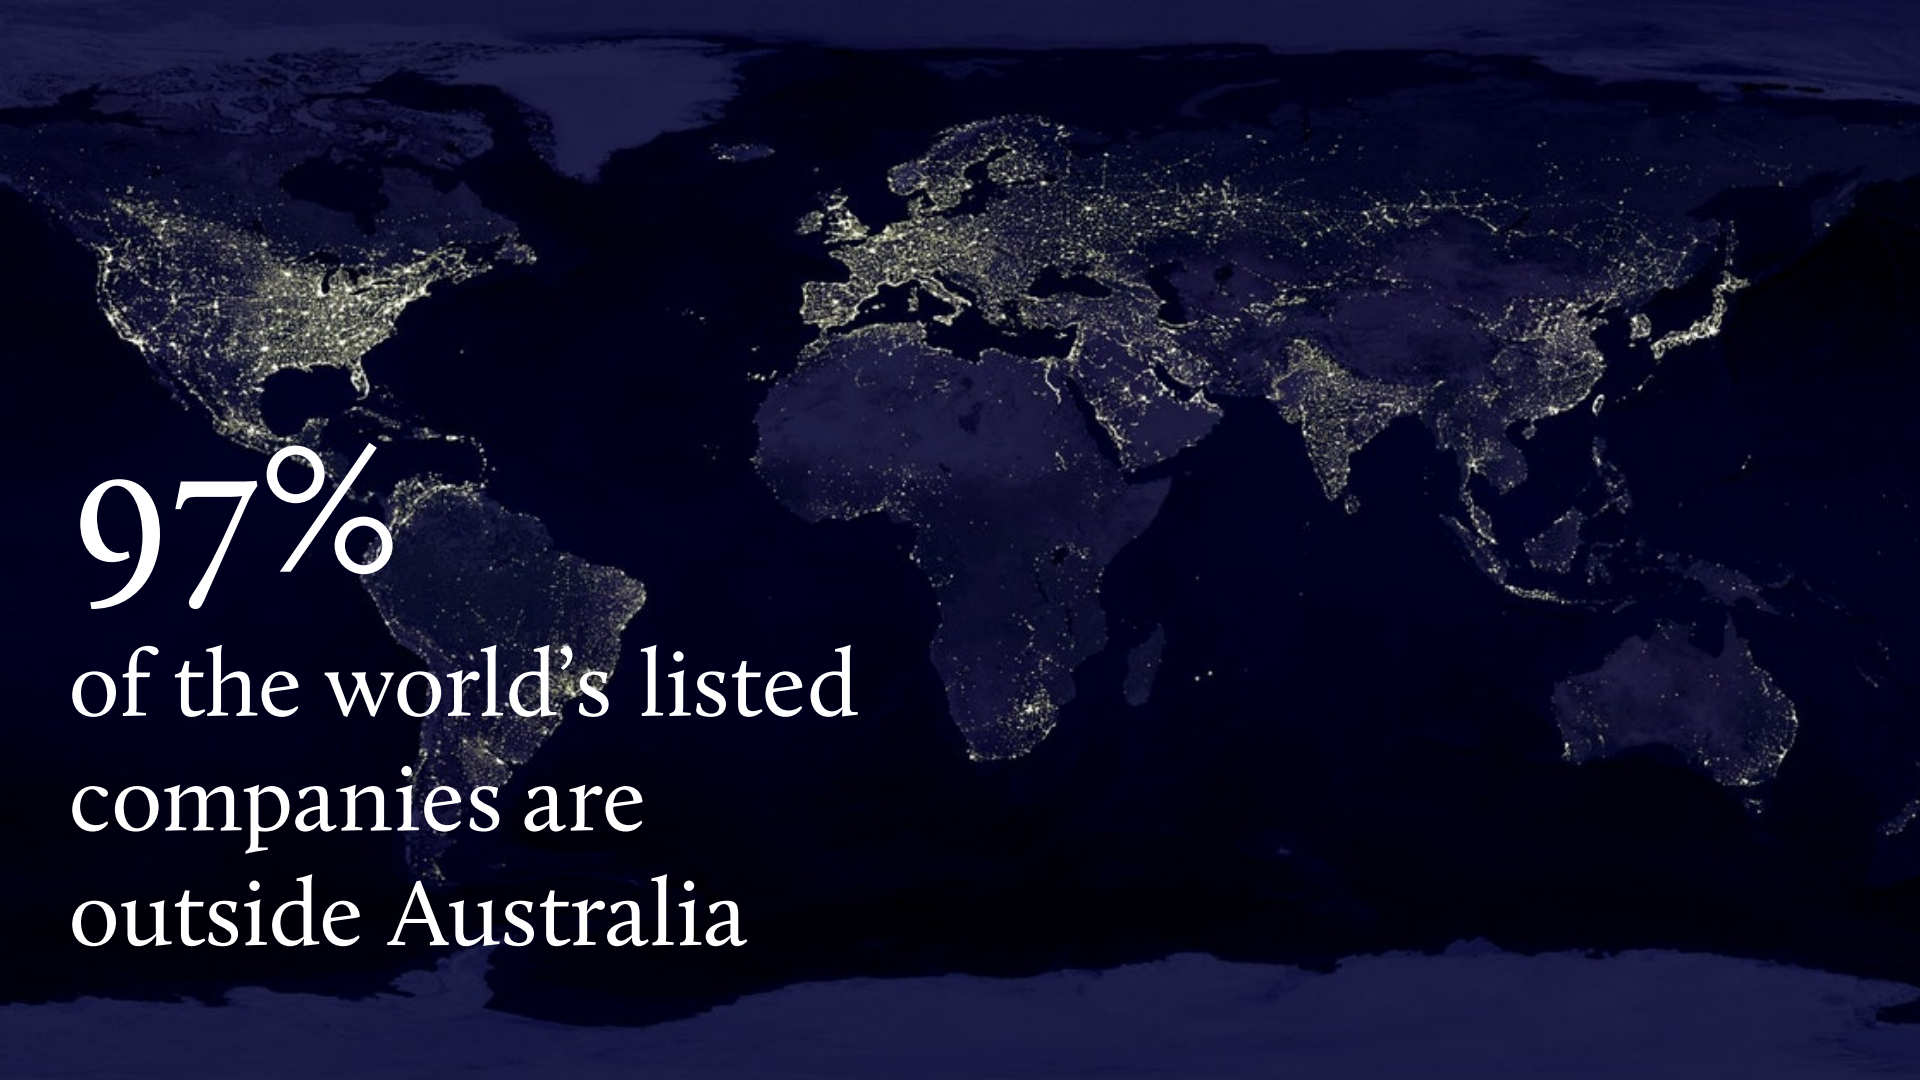 97%
of the world’s listed
companies are
outside Australia